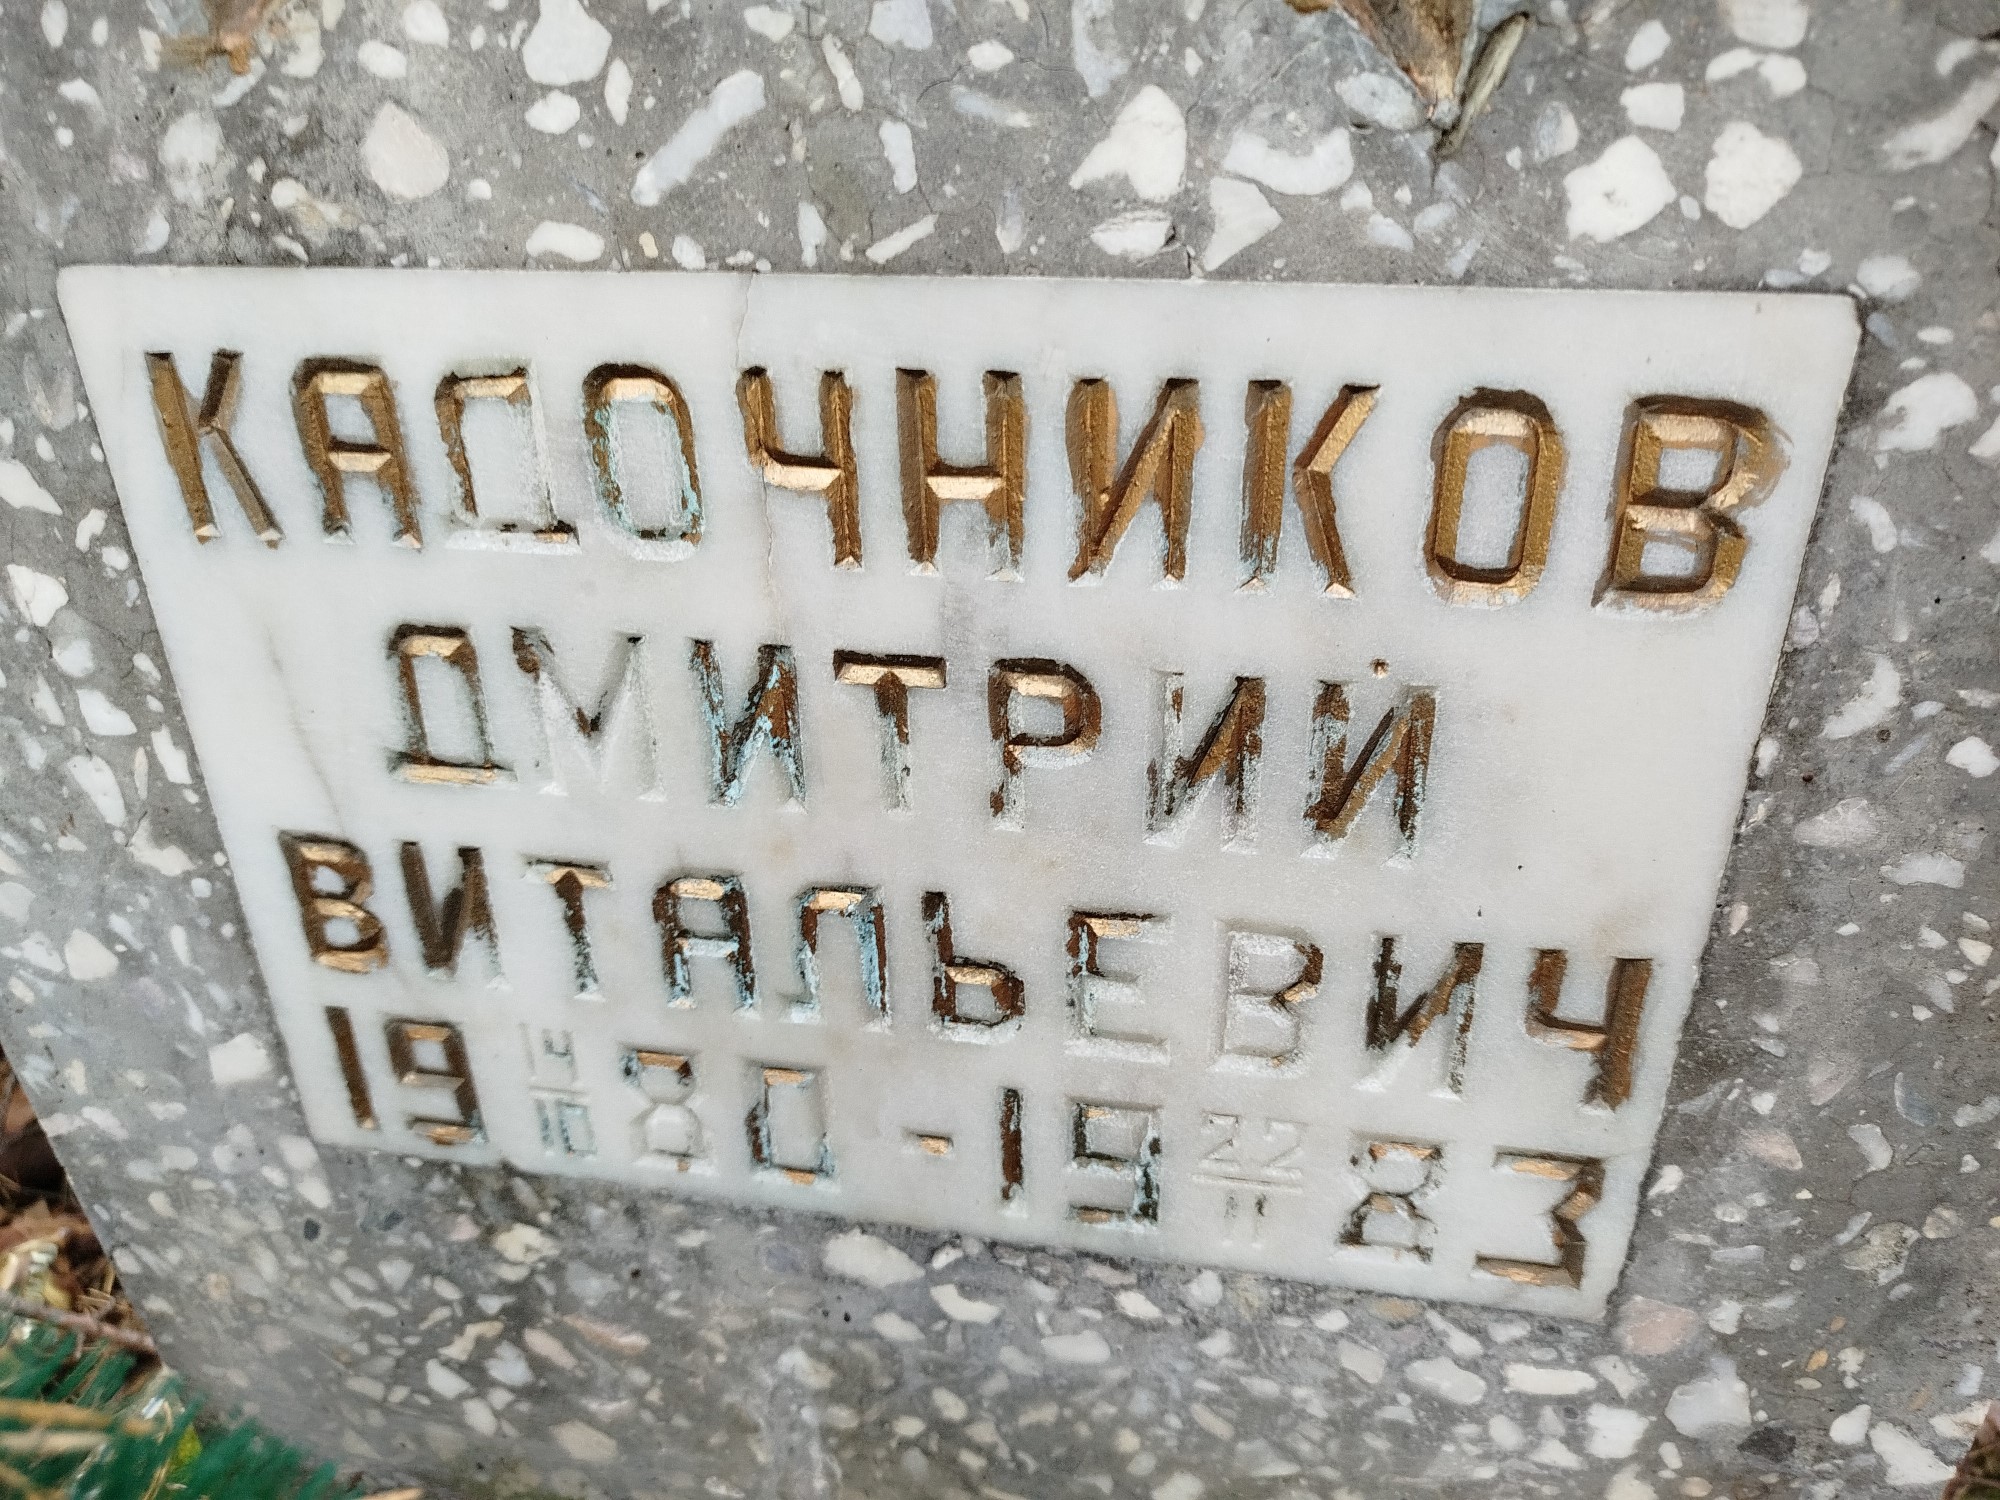 КАДОЧНИКОВ
ДМИТРИЙ
ВИТАЛЬЕВИЧ
19 14/10 80 - 19 22/11 83